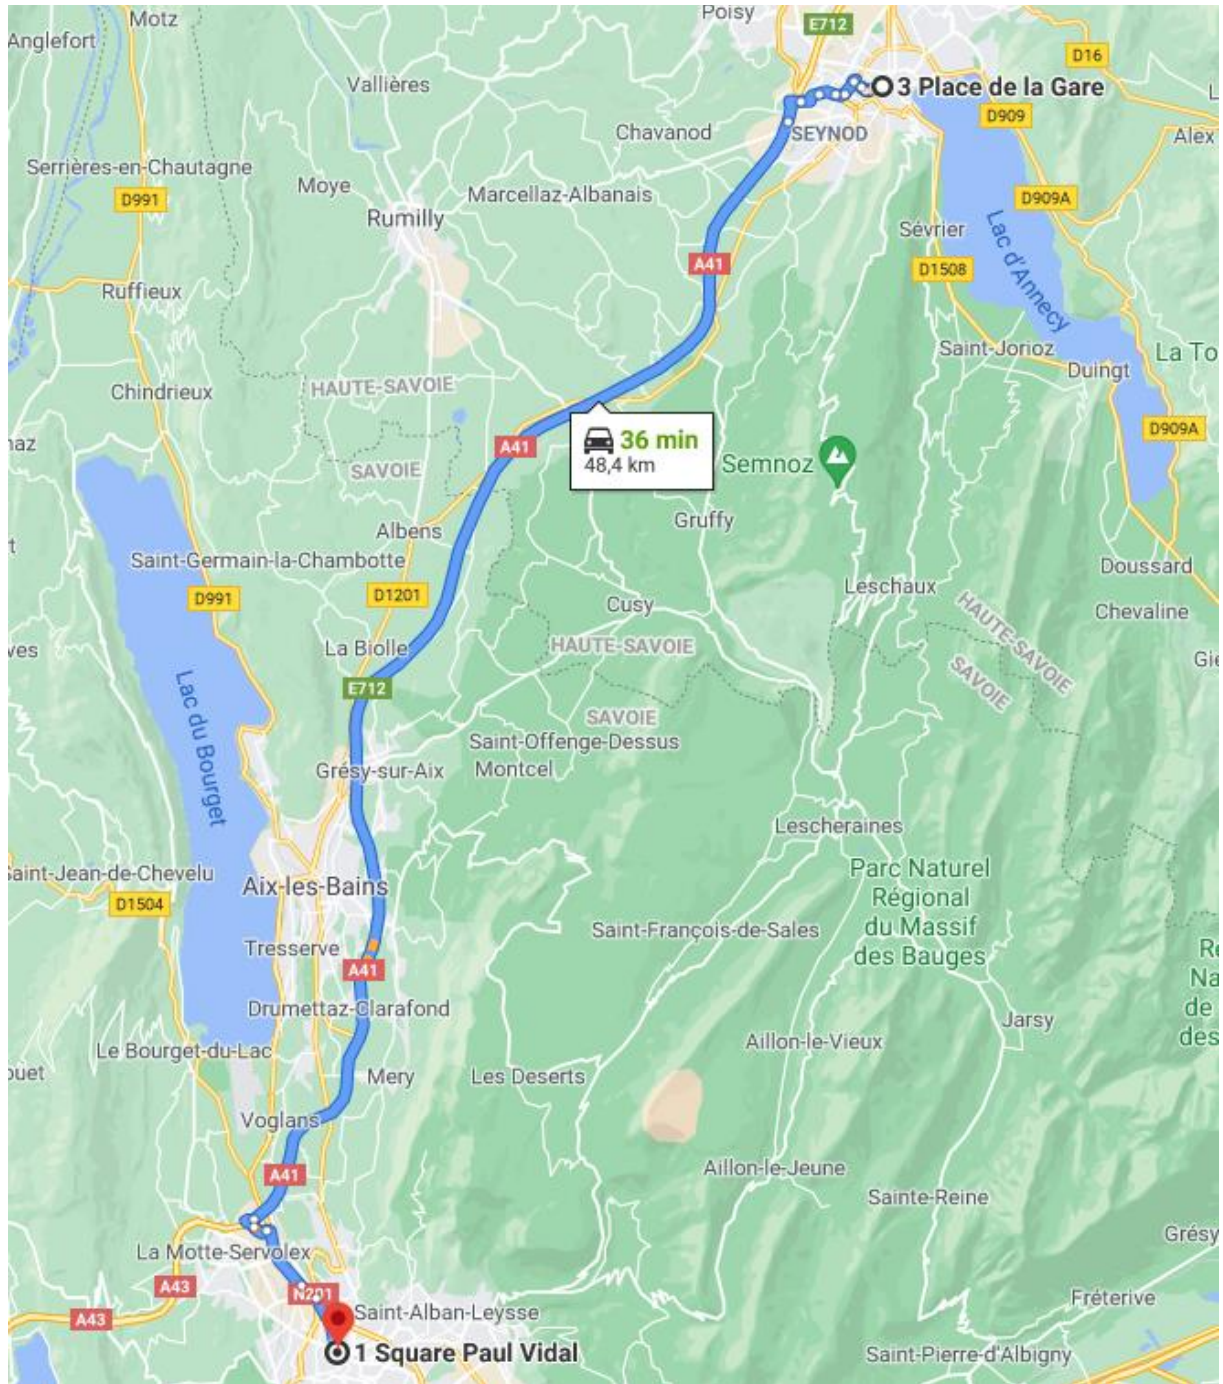 Motz
Poisy
Anglefort
E712
D16
Vallières
3 Place de la Gare
D909
Chavanod
SEYNOD
Alex
Serrières-en-Chautagne
Moye
Marcellaz-Albanais
D991
D909A
Rumilly
Sévrier
Lac d'Annecy
A41
D1508
Ruffieux
Saint-Jorioz
La To
Duingt
HAUTE-SAVOIE
Chindrieux
D909A
36 min
A41
48,4 km
Semnoz
SAVOIE
Gruffy
Albens
Saint-Germain-la-Chambotte
Doussard
Leschaux
D991
D1201
Cusy
Chevaline
HAUTE-SAVOIE
La Biolle
HAUTE-SAVOIE
ves
Gie
SAVOIE
E712
Lac du Bourget
SAVOIE
Saint-Offenge-Dessus
Grésy-sur-Aix
Montcel
Lescheraines
Saint-Jean-de-Chevelu
Aix-les-Bains
Parc Naturel
Régional
du Massif
des Bauges
D1504
Saint-François-de-Sales
Tresserve
A41
Drumettaz-Clarafond
Jarsy
Le Bourget-du-Lac
Aillon-le-Vieux
Mery
Les Deserts
Voglans
A41
Aillon-le-Jeune
Sainte-Reine
Grésy
La Motte-Servolex
A43
N201
Fréterive
Saint-Alban-Leysse
A43
1 Square Paul Vidal
Saint-Pierre-d'Albigny